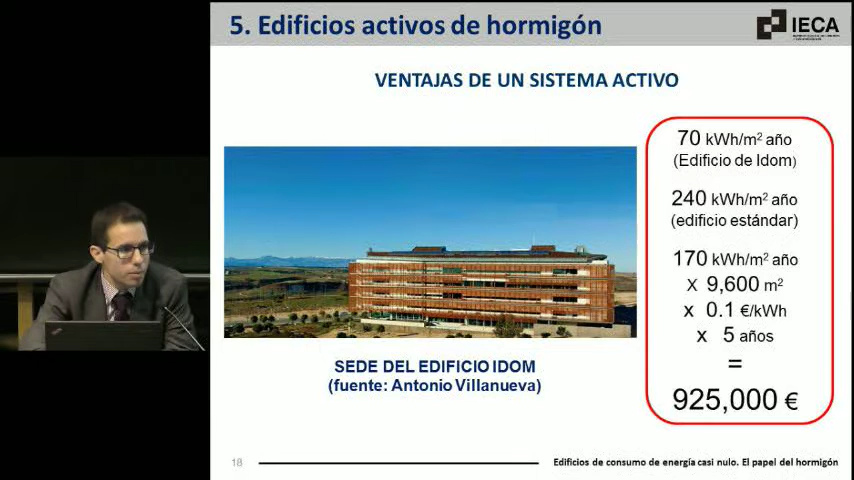 5. Edificios activos de hormigón
IECA
VENTAJAS DE UN SISTEMA ACTIVO
70 kWh/m² año
(Edificio de Idom)
240 kWh/m² año
(edificio estándar)
170 kWh/m² año
X 9,600 m²
x 0.1 €/kWh
x 5 años
=
925,000 €
SEDE DEL EDIFICIO IDOM
(fuente: Antonio Villanueva)
18
Edificios de consumo de energía casi nulo. El papel del hormigón